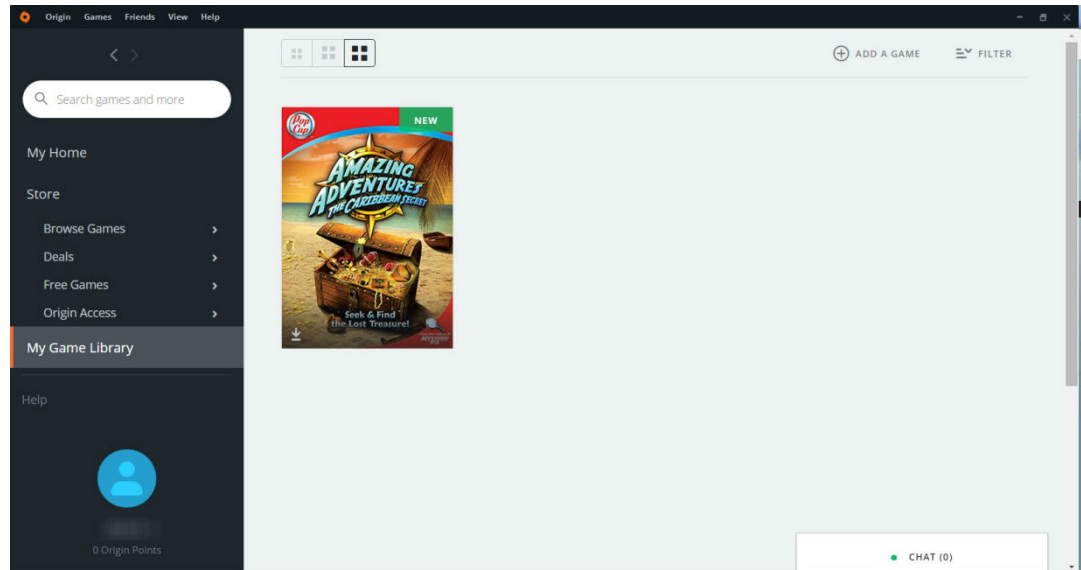 Origin Games Friends View Help
Search games and more
My Home
Store
Browse Games
Deals
Free Games
Origin Access
My Game Library
Help
0 Origin Points
ADD A GAME
FILTER
NEW
Pop
Cap
AMAZING
ADVENTURES
THE CARIBBEAN SECRET
Seek & Find
the Lost Treasure!
CHAT (0)